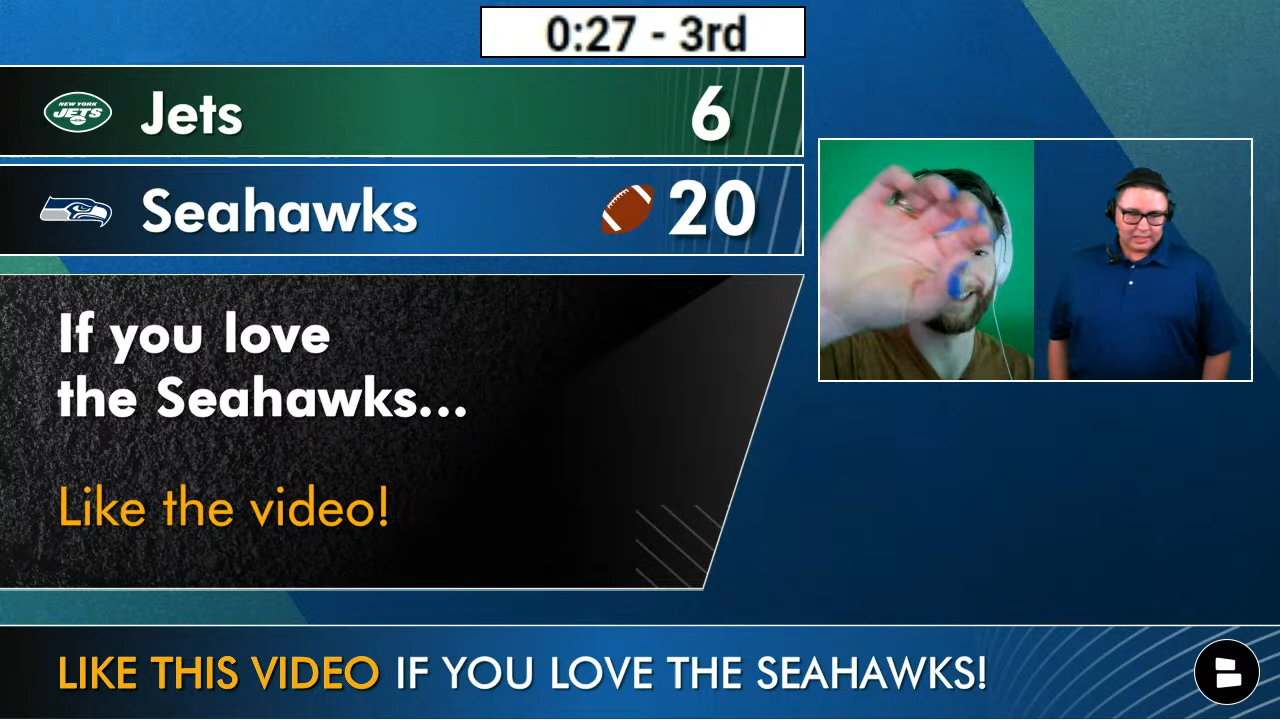 0:27 - 3rd
NEW YORK
JETS
Jets 6
Seahawks 20
If you love
the Seahawks...
Like the video!
LIKE THIS VIDEO IF YOU LOVE THE SEAHAWKS!